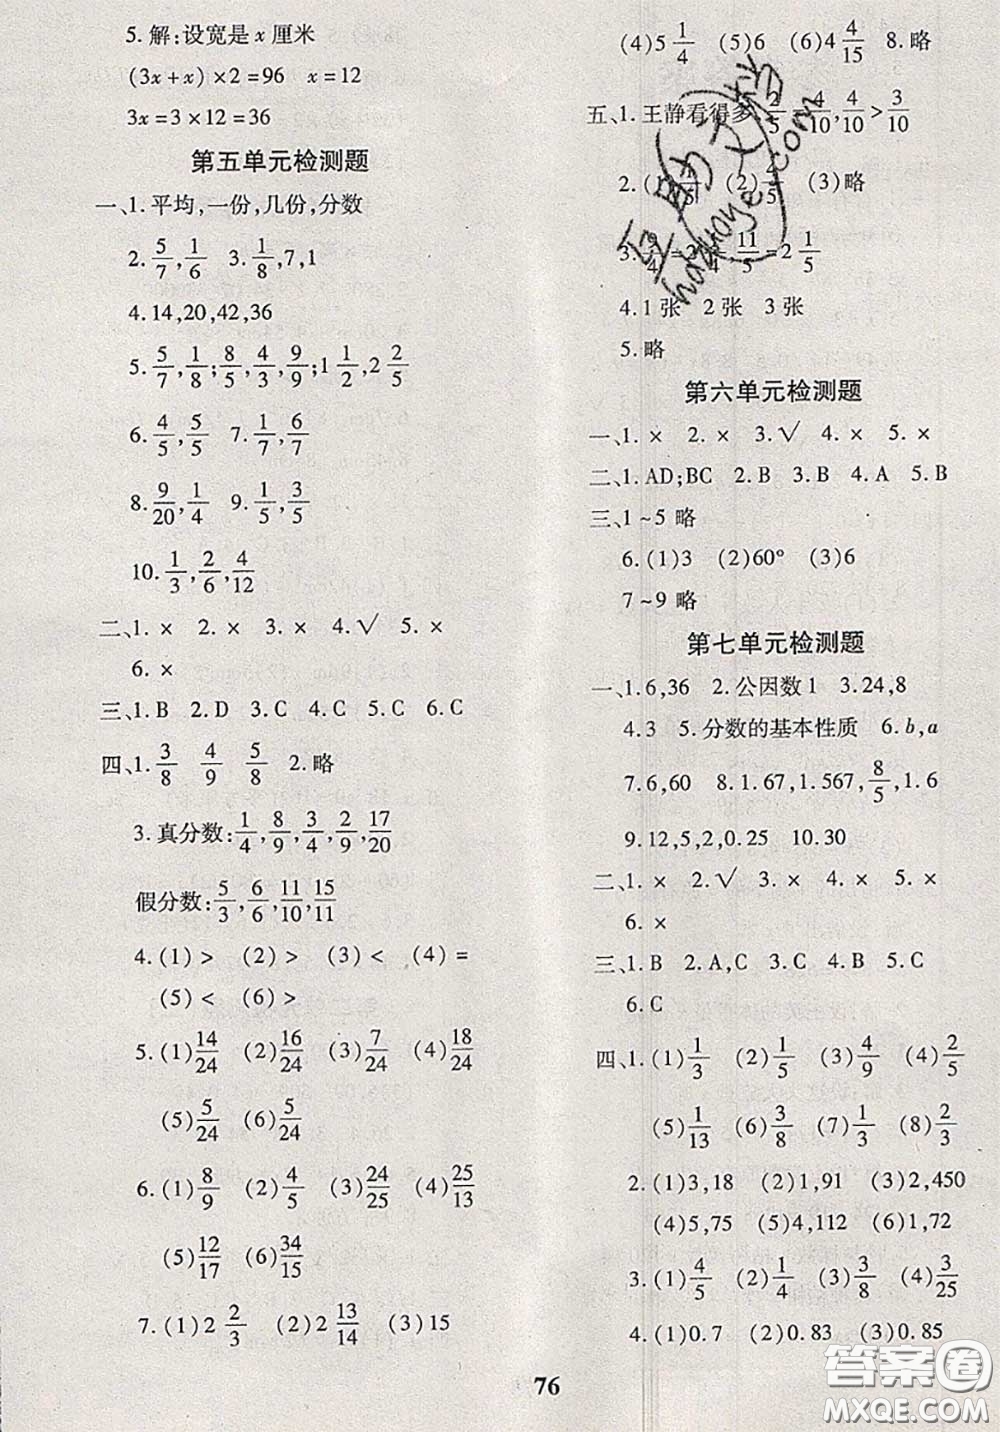 5.解:设宽是 x 厘米
(3x+x)×2=96 x=12
3x=3×12=36
第五单元检测题
一、1.平均,一份,几份,分数
2. 5/7, 1/6 3. 1/8,7,1
4.14,20,42,36
5. 5/7, 1/8; 8/5, 4/3, 9/9; 1 1/2, 2 2/5
6. 4/5, 5/5 7. 1/7, 6/7
8. 9/20, 1/4 9. 1/5, 3/5
10. 1/3, 2/6, 4/12
二、1.× 2.× 3.× 4.√ 5.×
6.×
三、1.B 2.D 3.C 4.C 5.C 6.C
四、1. 3/8 4/9 5/8 2.略
3.真分数: 1/4, 8/9, 3/4, 2/9, 17/20
假分数: 5/3, 6/6, 11/10, 15/11
4.(1)> (2)> (3)< (4)=
(5)< (6)>
5.(1)14/24 (2)16/24 (3)7/24 (4)18/24
(5)5/24 (6)5/24
6.(1)8/9 (2)4/5 (3)24/25 (4)25/13
(5)12/17 (6)34/15
7.(1)2 2/3 (2)2 13/14 (3)15
(4)5 1/4 (5)6 (6)4 4/15 8.略
五、1.王静看得多. 2/5=4/10, 4/10>3/10
2.(1) 1/5 (2) 4/5 (3)略
3. 9/4=2 1/4 11/5=2 1/5
4.1张 2张 3张
5.略
第六单元检测题
一、1.× 2.× 3.√ 4.× 5.×
二、1.AD;BC 2.B 3.B 4.A 5.B
三、1~5 略
6.(1)3 (2)60° (3)6
7~9 略
第七单元检测题
一、1.6,36 2.公因数1 3.24,8
4.3 5.分数的基本性质 6.b,a
7.6,60 8.1.67,1.567, 8/5, 1.6
9.12,5,2,0.25 10.30
二、1.× 2.√ 3.× 4.× 5.×
6.×
三、1.B 2.A,C 3.C 4.B 5.C
6.C
四、1.(1)1/3 (2)1/5 (3)4/9 (4)2/5
(5)1/13 (6)3/8 (7)1/3 (8)2/3
2.(1)3,18 (2)1,91 (3)2,450
(4)5,75 (5)4,112 (6)1,72
3.(1)4/5 (2)1/4 (3)3/8 (4)3/25
4.(1)0.7 (2)0.83 (3)0.85
76
答案圈
MXQE.COM